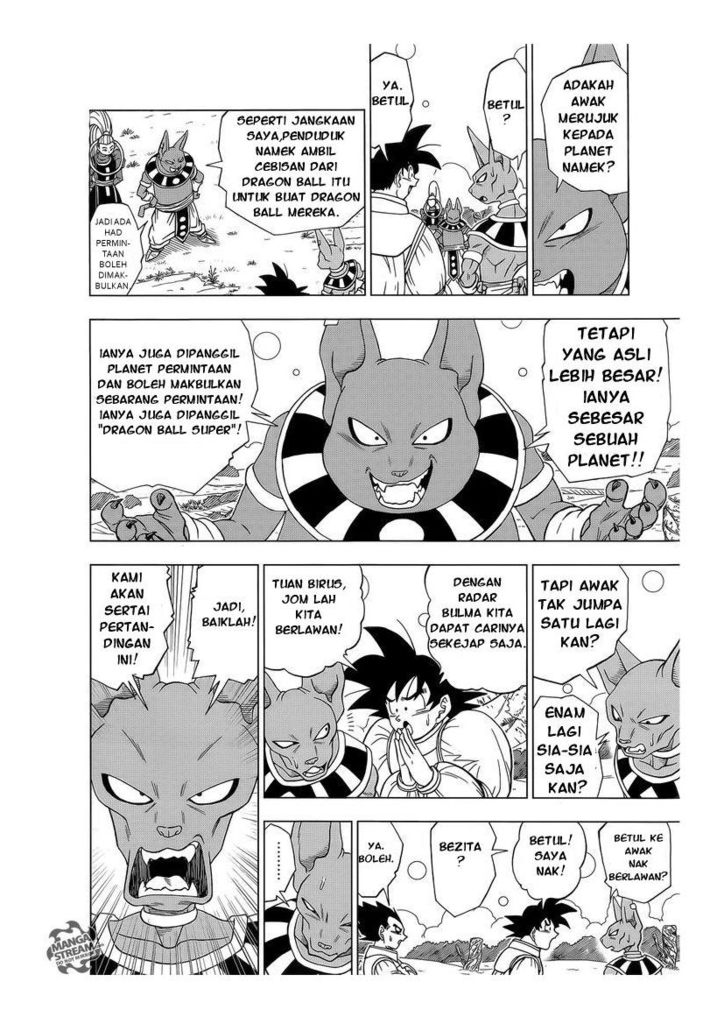 ADAKAH
AWAK
MERUJUK
KEPADA
PLANET
NAMEK?
BETUL
?
YA.
BETUL
SEPERTI JANGKAAN
SAYA,PENDUDUK
NAMEK AMBIL
CEBISAN DARI
DRAGON BALL ITU
UNTUK BUAT DRAGON
BALL MEREKA.
JADI ADA
HAD
PERMIN-
TAAN
BOLEH
DIMAK-
BULKAN
TETAPI
YANG ASLI
LEBIH BESAR!
IANYA
SEBESAR
SEBUAH
PLANET!!
IANYA JUGA DIPANGGIL
PLANET PERMINTAAN
DAN BOLEH MAKBULKAN
SEBARANG PERMINTAAN!
IANYA JUGA DIPANGGIL
"DRAGON BALL SUPER"!
TAPI AWAK
TAK JUMPA
SATU LAGI
KAN?
ENAM
LAGI
SIA-SIA
SAJA
KAN?
DENGAN
RADAR
BULMA KITA
DAPAT CARINYA
SEKEJAP SAJA.
TUAN BIRUS,
JOM LAH
KITA
BERLAWAN!
JADI,
BAIKLAH!
KAMI
AKAN
SERTAI
PERTAN-
DINGAN
INI!
BETUL KE
AWAK
NAK
BERLAWAN?
BETUL!
SAYA
NAK!
BEZITA
?
YA.
BOLEH.
........
MANGA
STREAM